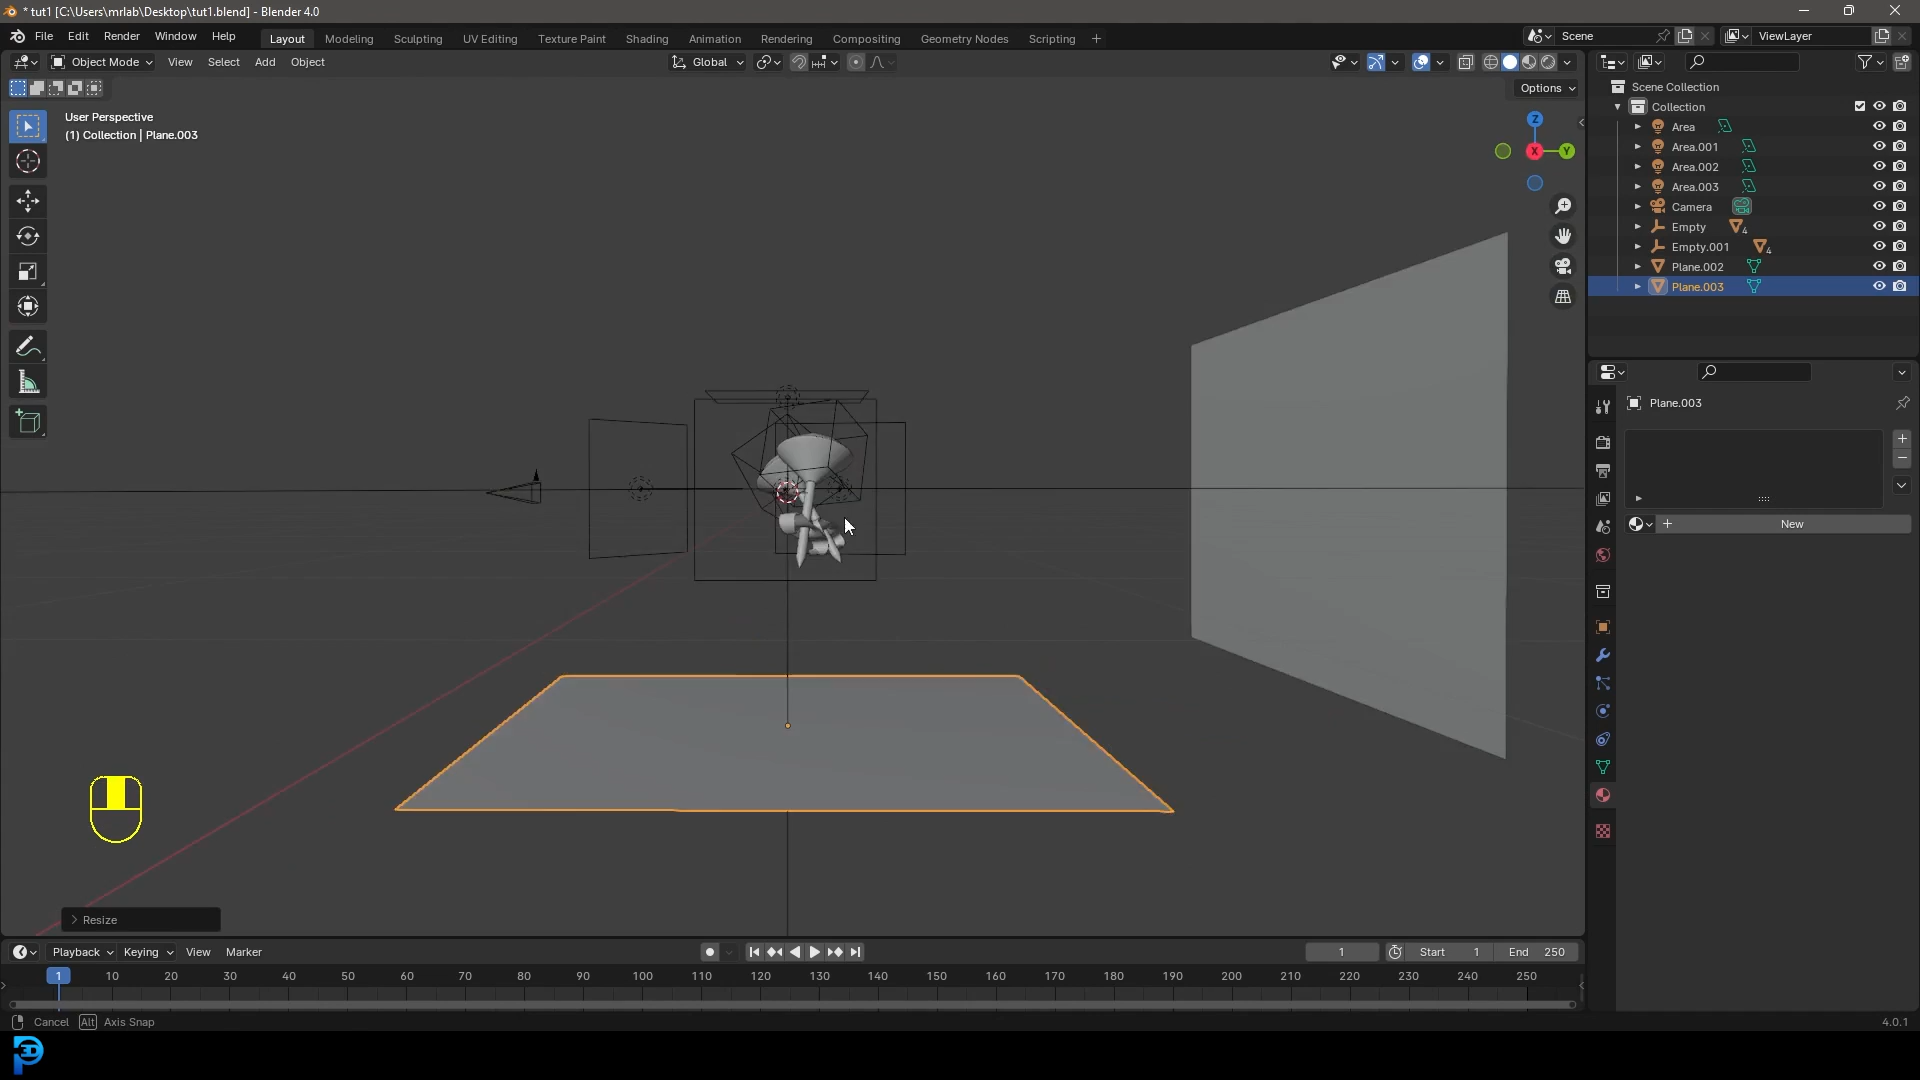 * tut1 [C:\Users\mrlab\Desktop\tut1.blend] - Blender 4.0
File Edit Render Window Help
Layout Modeling Sculpting UV Editing Texture Paint Shading Animation Rendering Compositing Geometry Nodes Scripting +
Scene
ViewLayer
Object Mode View Select Add Object
Global
Options
User Perspective
(1) Collection | Plane.003
Z
X
Y
Scene Collection
Collection
Area
Area.001
Area.002
Area.003
Camera
Empty 4
Empty.001 4
Plane.002
Plane.003
Plane.003
New
Resize
Playback Keying View Marker
1
Start 1
End 250
1 10 20 30 40 50 60 70 80 90 100 110 120 130 140 150 160 170 180 190 200 210 220 230 240 250
Cancel Alt Axis Snap
4.0.1
3D